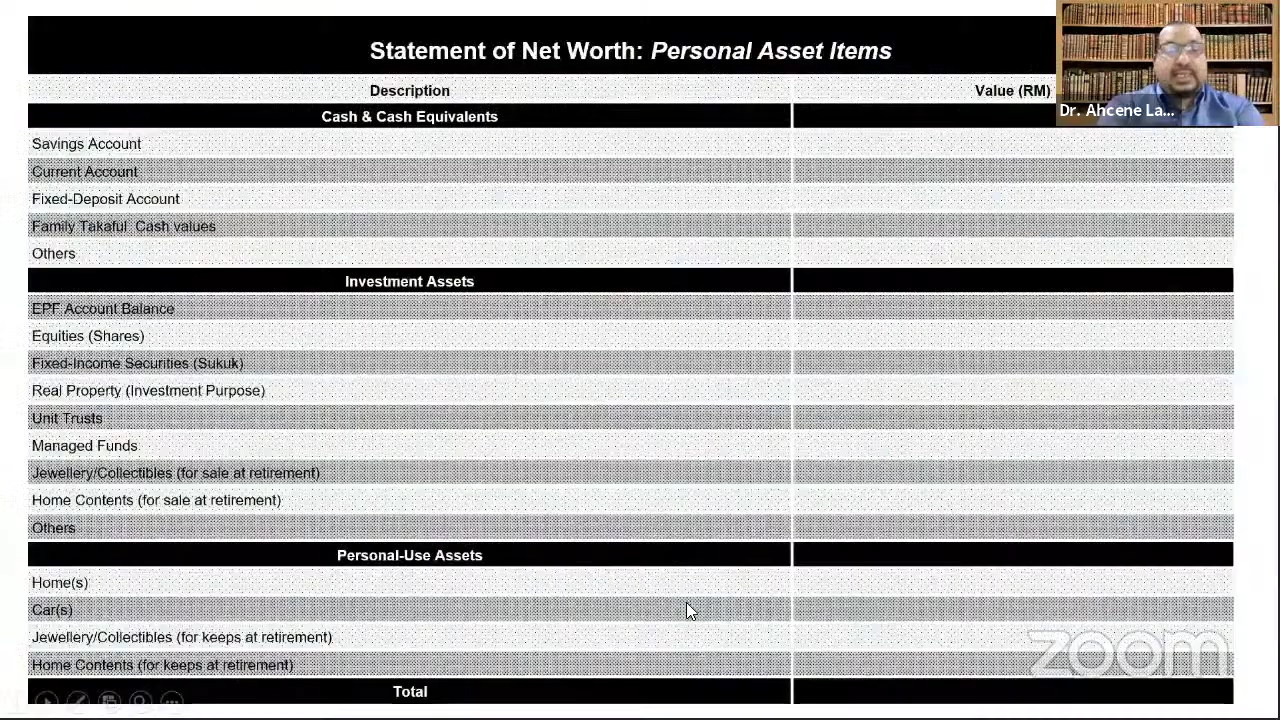 Statement of Net Worth: Personal Asset Items
Description Value (RM)
Cash & Cash Equivalents
Savings Account
Current Account
Fixed-Deposit Account
Family Takaful Cash values
Others
Investment Assets
EPF Account Balance
Equities (Shares)
Fixed-Income Securities (Sukuk)
Real Property (Investment Purpose)
Unit Trusts
Managed Funds
Jewellery/Collectibles (for sale at retirement)
Home Contents (for sale at retirement)
Others
Personal-Use Assets
Home(s)
Car(s)
Jewellery/Collectibles (for keeps at retirement)
Home Contents (for keeps at retirement)
Total
Dr. Ahcene La...
zoom